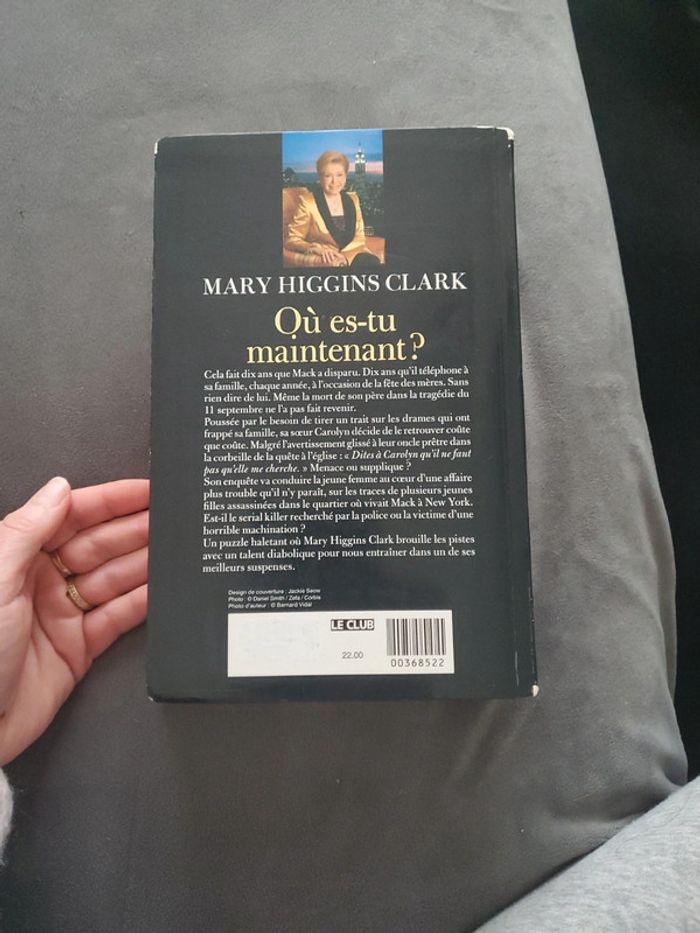 MARY HIGGINS CLARK
Où es-tu
maintenant ?
Cela fait dix ans que Mack a disparu. Dix ans qu'il téléphone à
sa famille, chaque année, à l'occasion de la fête des mères. Sans
rien dire de lui. Même la mort de son père dans la tragédie du
11 septembre ne l'a pas fait revenir.
Poussée par le besoin de tirer un trait sur les drames qui ont
frappé sa famille, sa sœur Carolyn décide de le retrouver coûte
que coûte. Malgré l'avertissement glissé à leur oncle prêtre dans
la corbeille de la quête à l'église : « Dites à Carolyn qu'il ne faut
pas qu'elle me cherche. » Menace ou supplique ?
Son enquête va conduire la jeune femme au cœur d'une affaire
plus trouble qu'il n'y paraît, sur les traces de plusieurs jeunes
filles assassinées dans le quartier où vivait Mack à New York.
Est-il le serial killer recherché par la police ou la victime d'une
horrible machination ?
Un puzzle haletant où Mary Higgins Clark brouille les pistes
avec un talent diabolique pour nous entraîner dans un de ses
meilleurs suspenses.
Design de couverture : Jackie Seow
Photo : © Daniel Smith / Zefa / Corbis
Photo d'auteur : © Bernard Vidal
LE CLUB
22.00
00368522